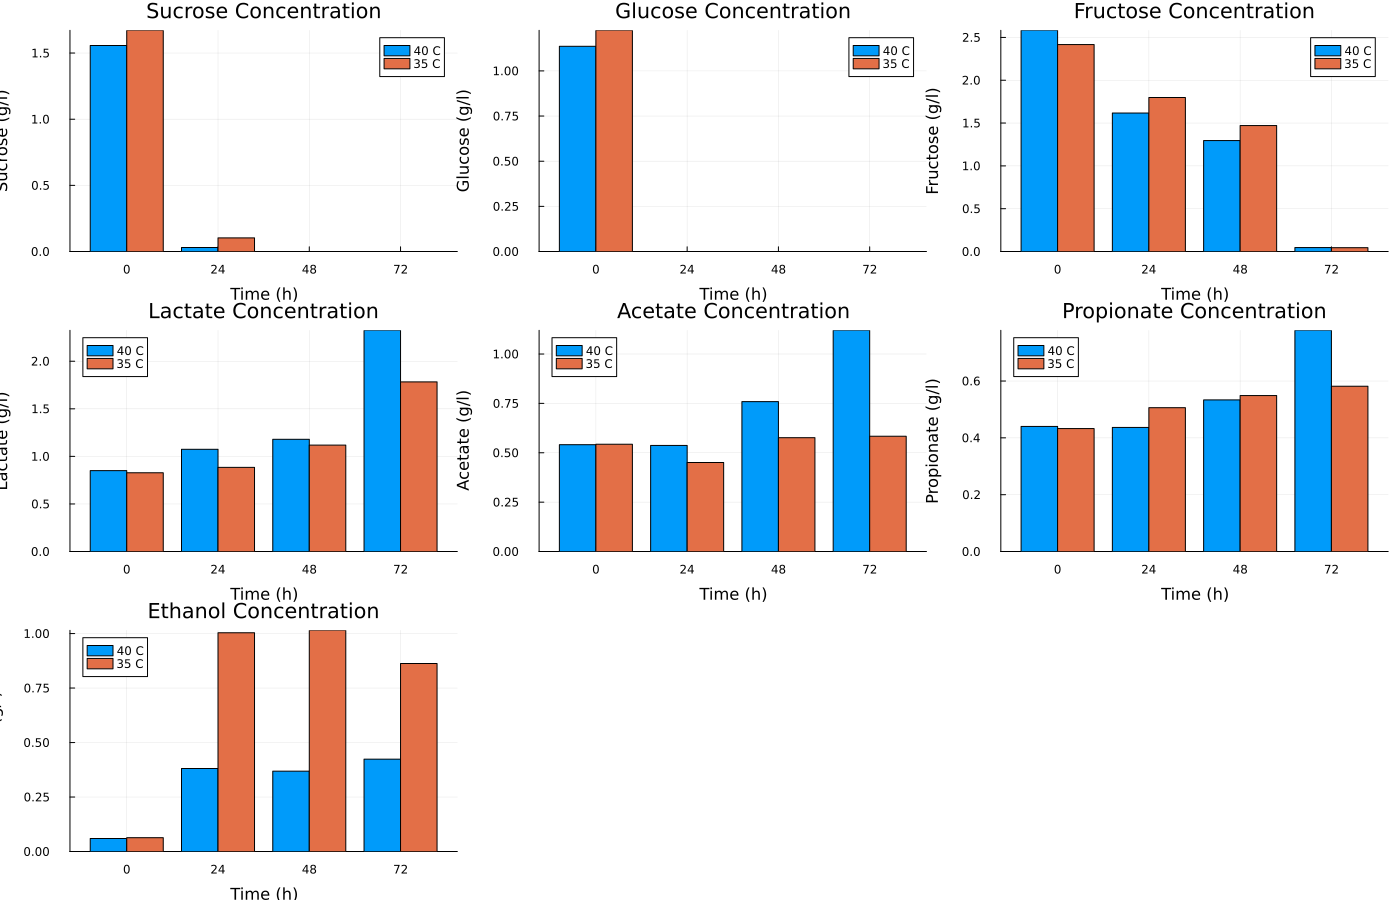 Sucrose Concentration
1.5
1.0
0.5
0.0
Sucrose (g/l)
40 C
35 C
0 24 48 72
Time (h)
Glucose Concentration
1.00
0.75
0.50
0.25
0.00
Glucose (g/l)
40 C
35 C
0 24 48 72
Time (h)
Fructose Concentration
2.5
2.0
1.5
1.0
0.5
0.0
Fructose (g/l)
40 C
35 C
0 24 48 72
Time (h)
Lactate Concentration
2.0
1.5
1.0
0.5
0.0
Lactate (g/l)
40 C
35 C
0 24 48 72
Time (h)
Acetate Concentration
1.00
0.75
0.50
0.25
0.00
Acetate (g/l)
40 C
35 C
0 24 48 72
Time (h)
Propionate Concentration
0.6
0.4
0.2
0.0
Propionate (g/l)
40 C
35 C
0 24 48 72
Time (h)
Ethanol Concentration
1.00
0.75
0.50
0.25
0.00
40 C
35 C
0 24 48 72
Time (h)